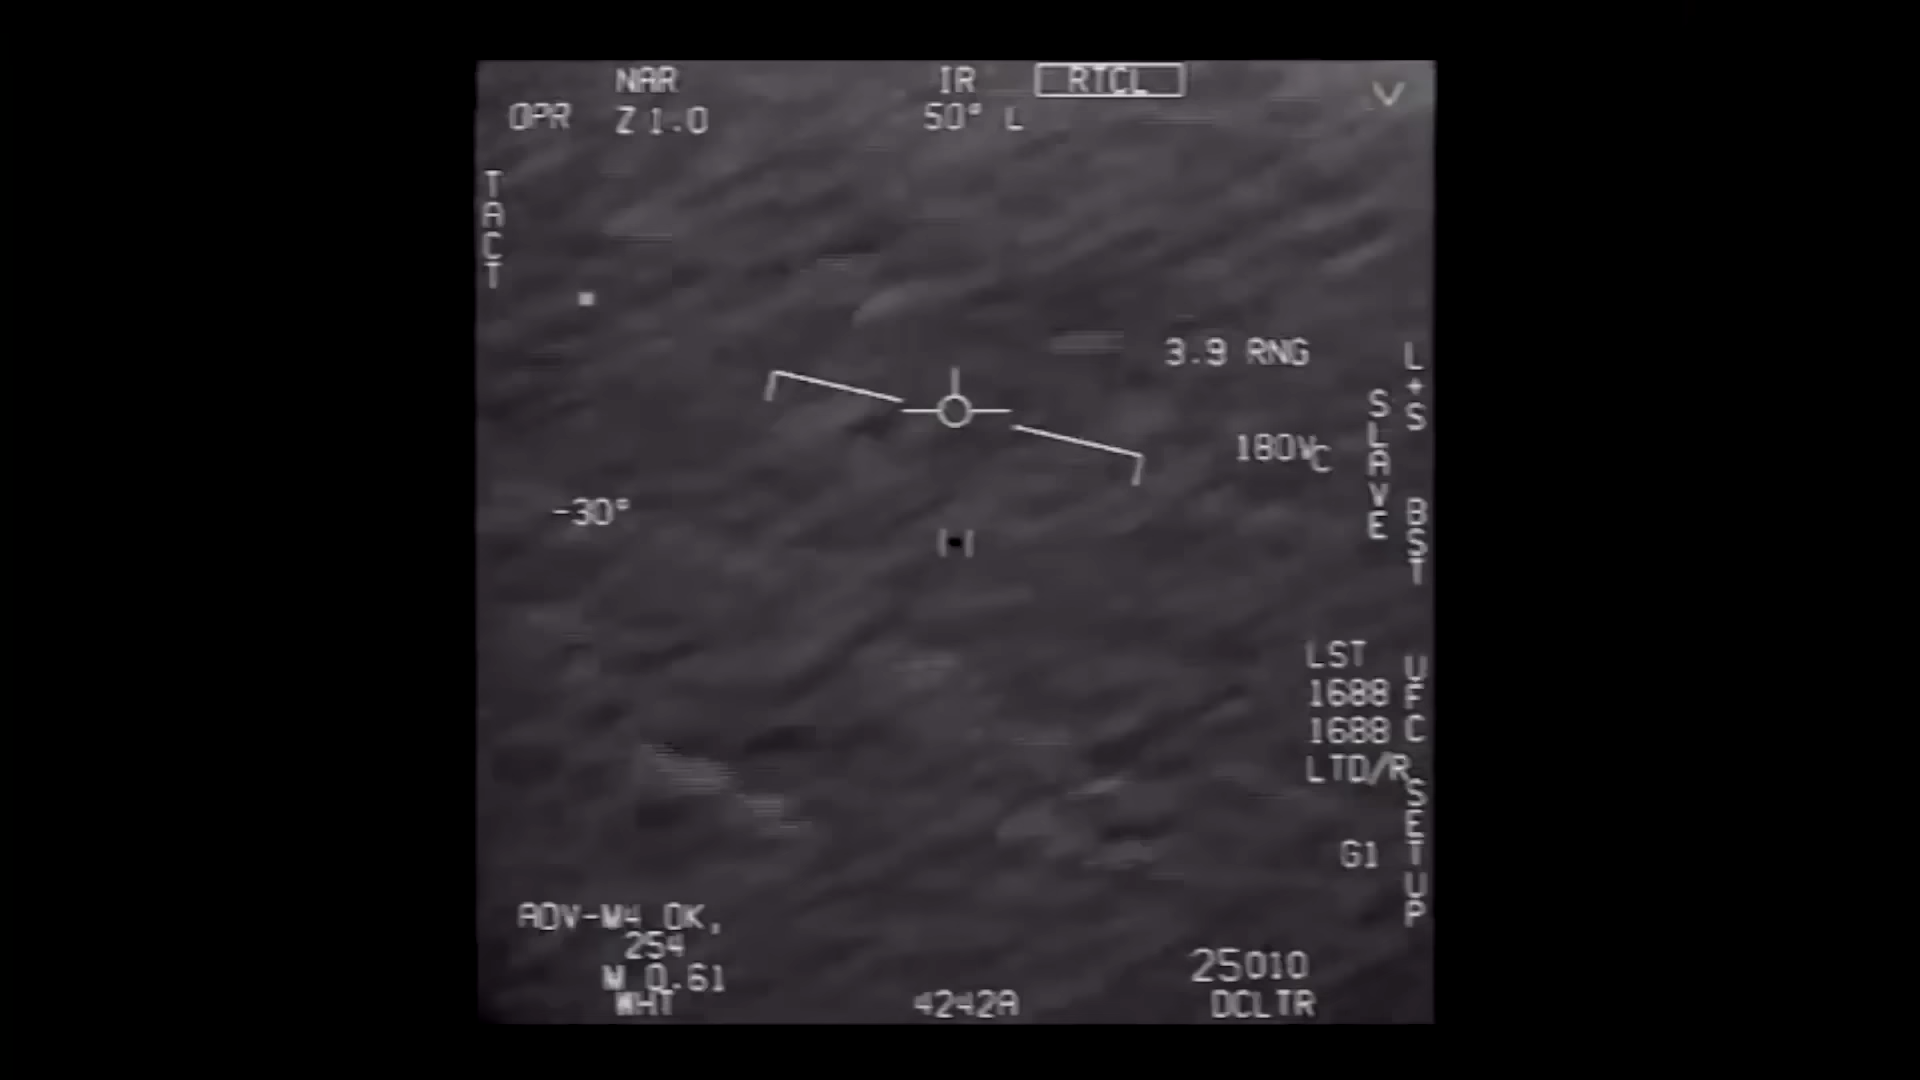 NAR
IR
RTCL
OPR
Z 1.0
50° L
TACT
3.9 RNG
L+S
SLAVE
180Vc
-30°
BST
LST
1688
1688
UFC
LTD/R
SETUP
G1
ADV-M4 OK,
254
M 0.61
WHT
4242A
25010
DCLTR